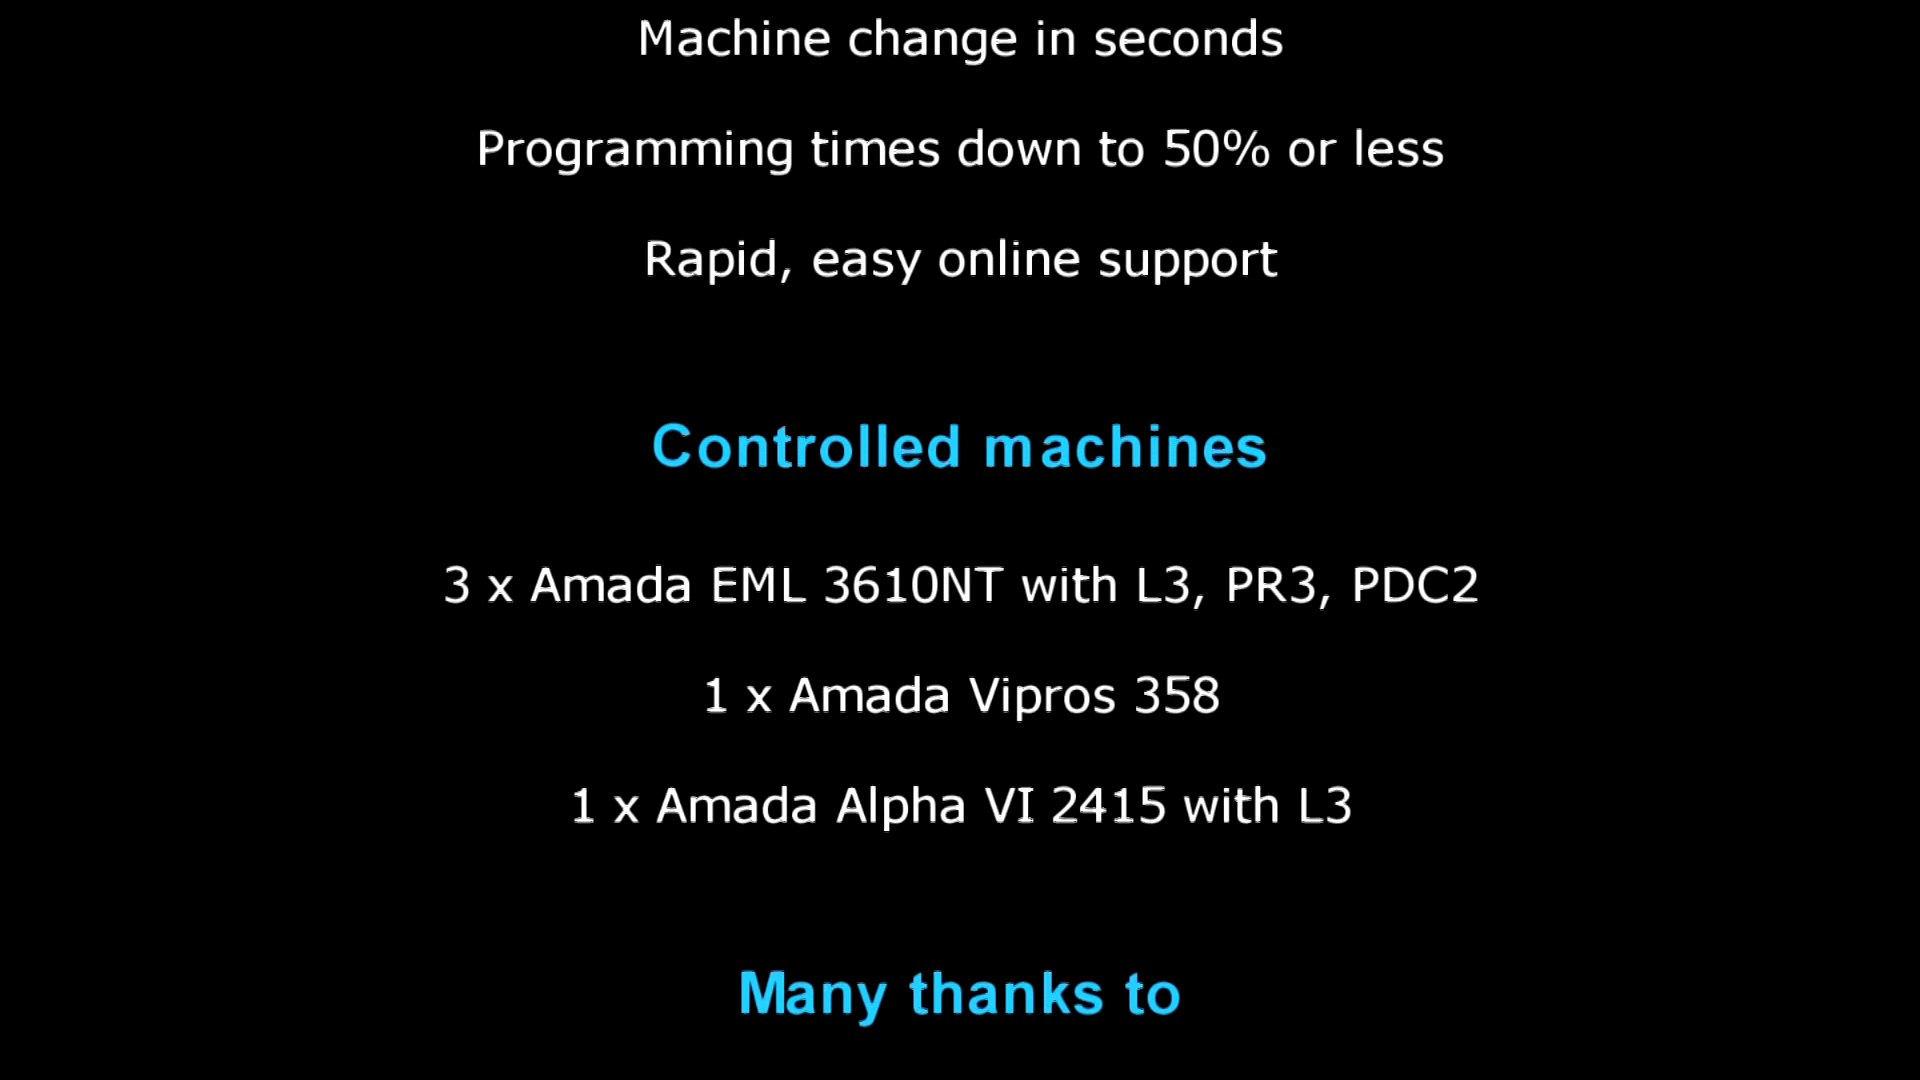 Machine change in seconds
Programming times down to 50% or less
Rapid, easy online support
Controlled machines
3 x Amada EML 3610NT with L3, PR3, PDC2
1 x Amada Vipros 358
1 x Amada Alpha VI 2415 with L3
Many thanks to